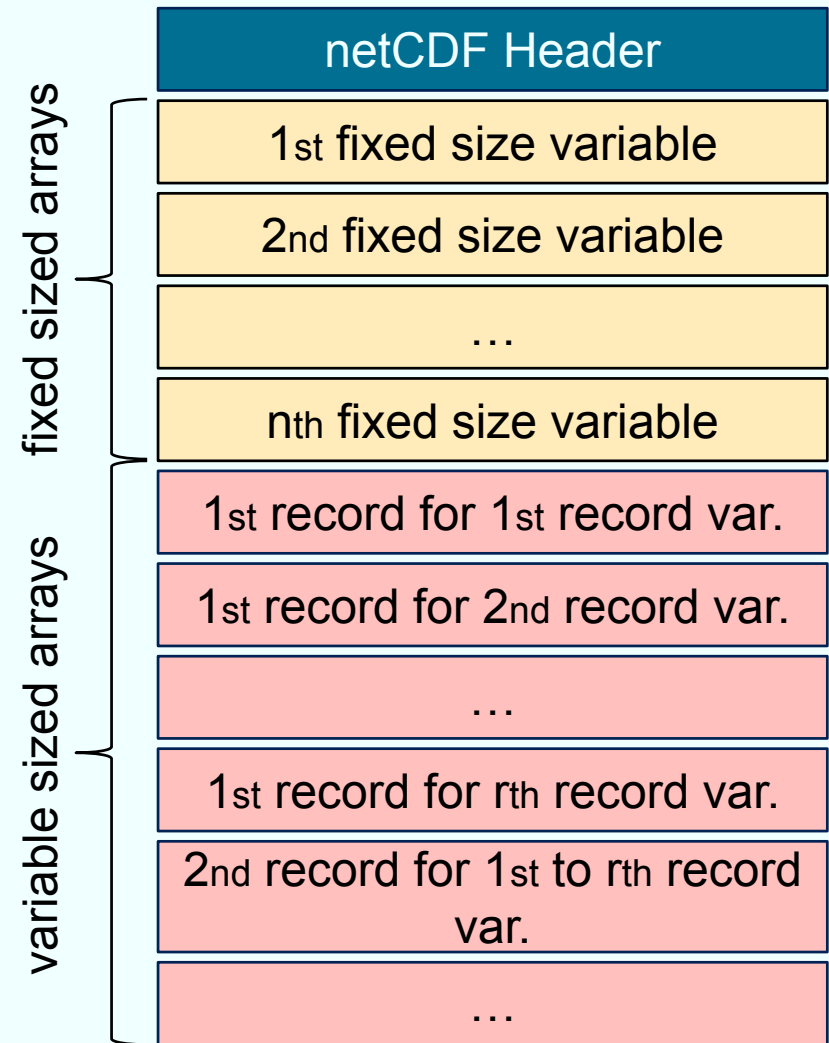 netCDF Header
fixed sized arrays
1st fixed size variable
2nd fixed size variable
…
nth fixed size variable
variable sized arrays
1st record for 1st record var.
1st record for 2nd record var.
…
1st record for rth record var.
2nd record for 1st to rth record
var.
…